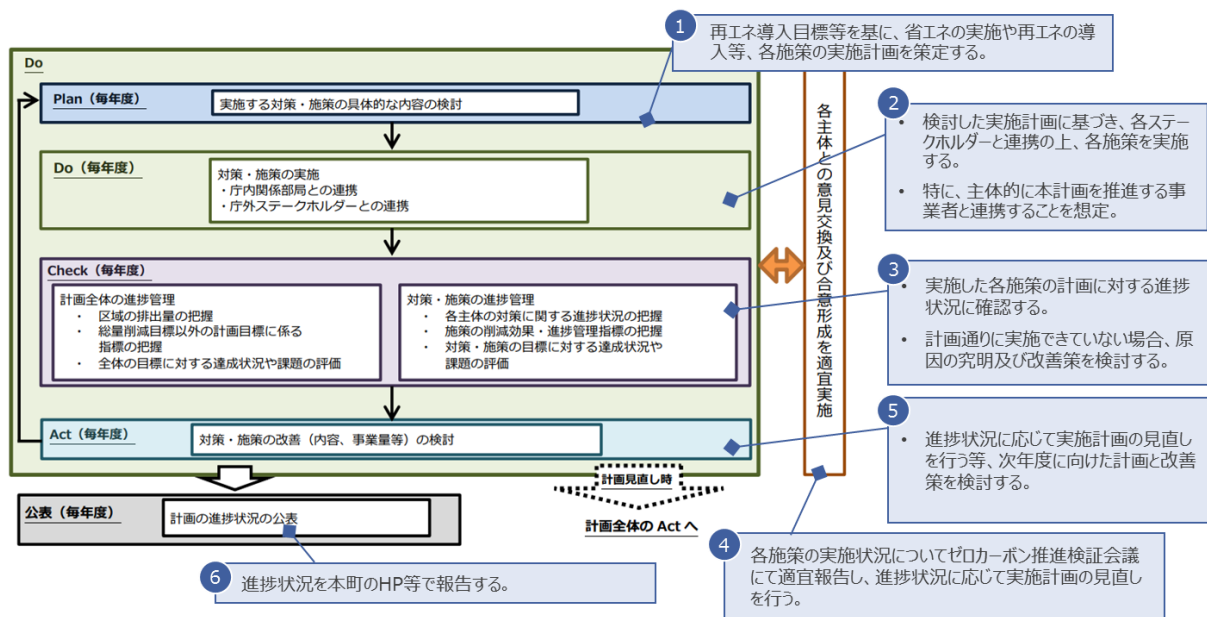 1
再エネ導入目標等を基に、省エネの実施や再エネの導
入等、各施策の実施計画を策定する。
Do
Plan（毎年度）
実施する対策・施策の具体的な内容の検討
2
・ 検討した実施計画に基づき、各ステー
クホルダーと連携の上、各施策を実施
する。
・ 特に、主体的に本計画を推進する事
業者と連携することを想定。
Do（毎年度）
対策・施策の実施
・庁内関係部局との連携
・庁外ステークホルダーとの連携
各主体との意見交換及び合意形成を適宜実施
Check（毎年度）
計画全体の進捗管理
・ 区域の排出量の把握
・ 総量削減目標以外の計画目標に係る
指標の把握
・ 全体の目標に対する達成状況や課題の評価
対策・施策の進捗管理
・ 各主体の対策に関する進捗状況の把握
・ 施策の削減効果・進捗管理指標の把握
・ 対策・施策の目標に対する達成状況や
課題の評価
3
・ 実施した各施策の計画に対する進捗
状況に確認する。
・ 計画通りに実施できていない場合、原
因の究明及び改善策を検討する。
Act（毎年度）
対策・施策の改善（内容、事業量等）の検討
5
・ 進捗状況に応じて実施計画の見直し
を行う等、次年度に向けた計画と改善
策を検討する。
計画見直し時
計画全体の Act へ
公表（毎年度）
計画の進捗状況の公表
4
各施策の実施状況についてゼロカーボン推進検証会議
にて適宜報告し、進捗状況に応じて実施計画の見直し
を行う。
6
進捗状況を本町のHP等で報告する。